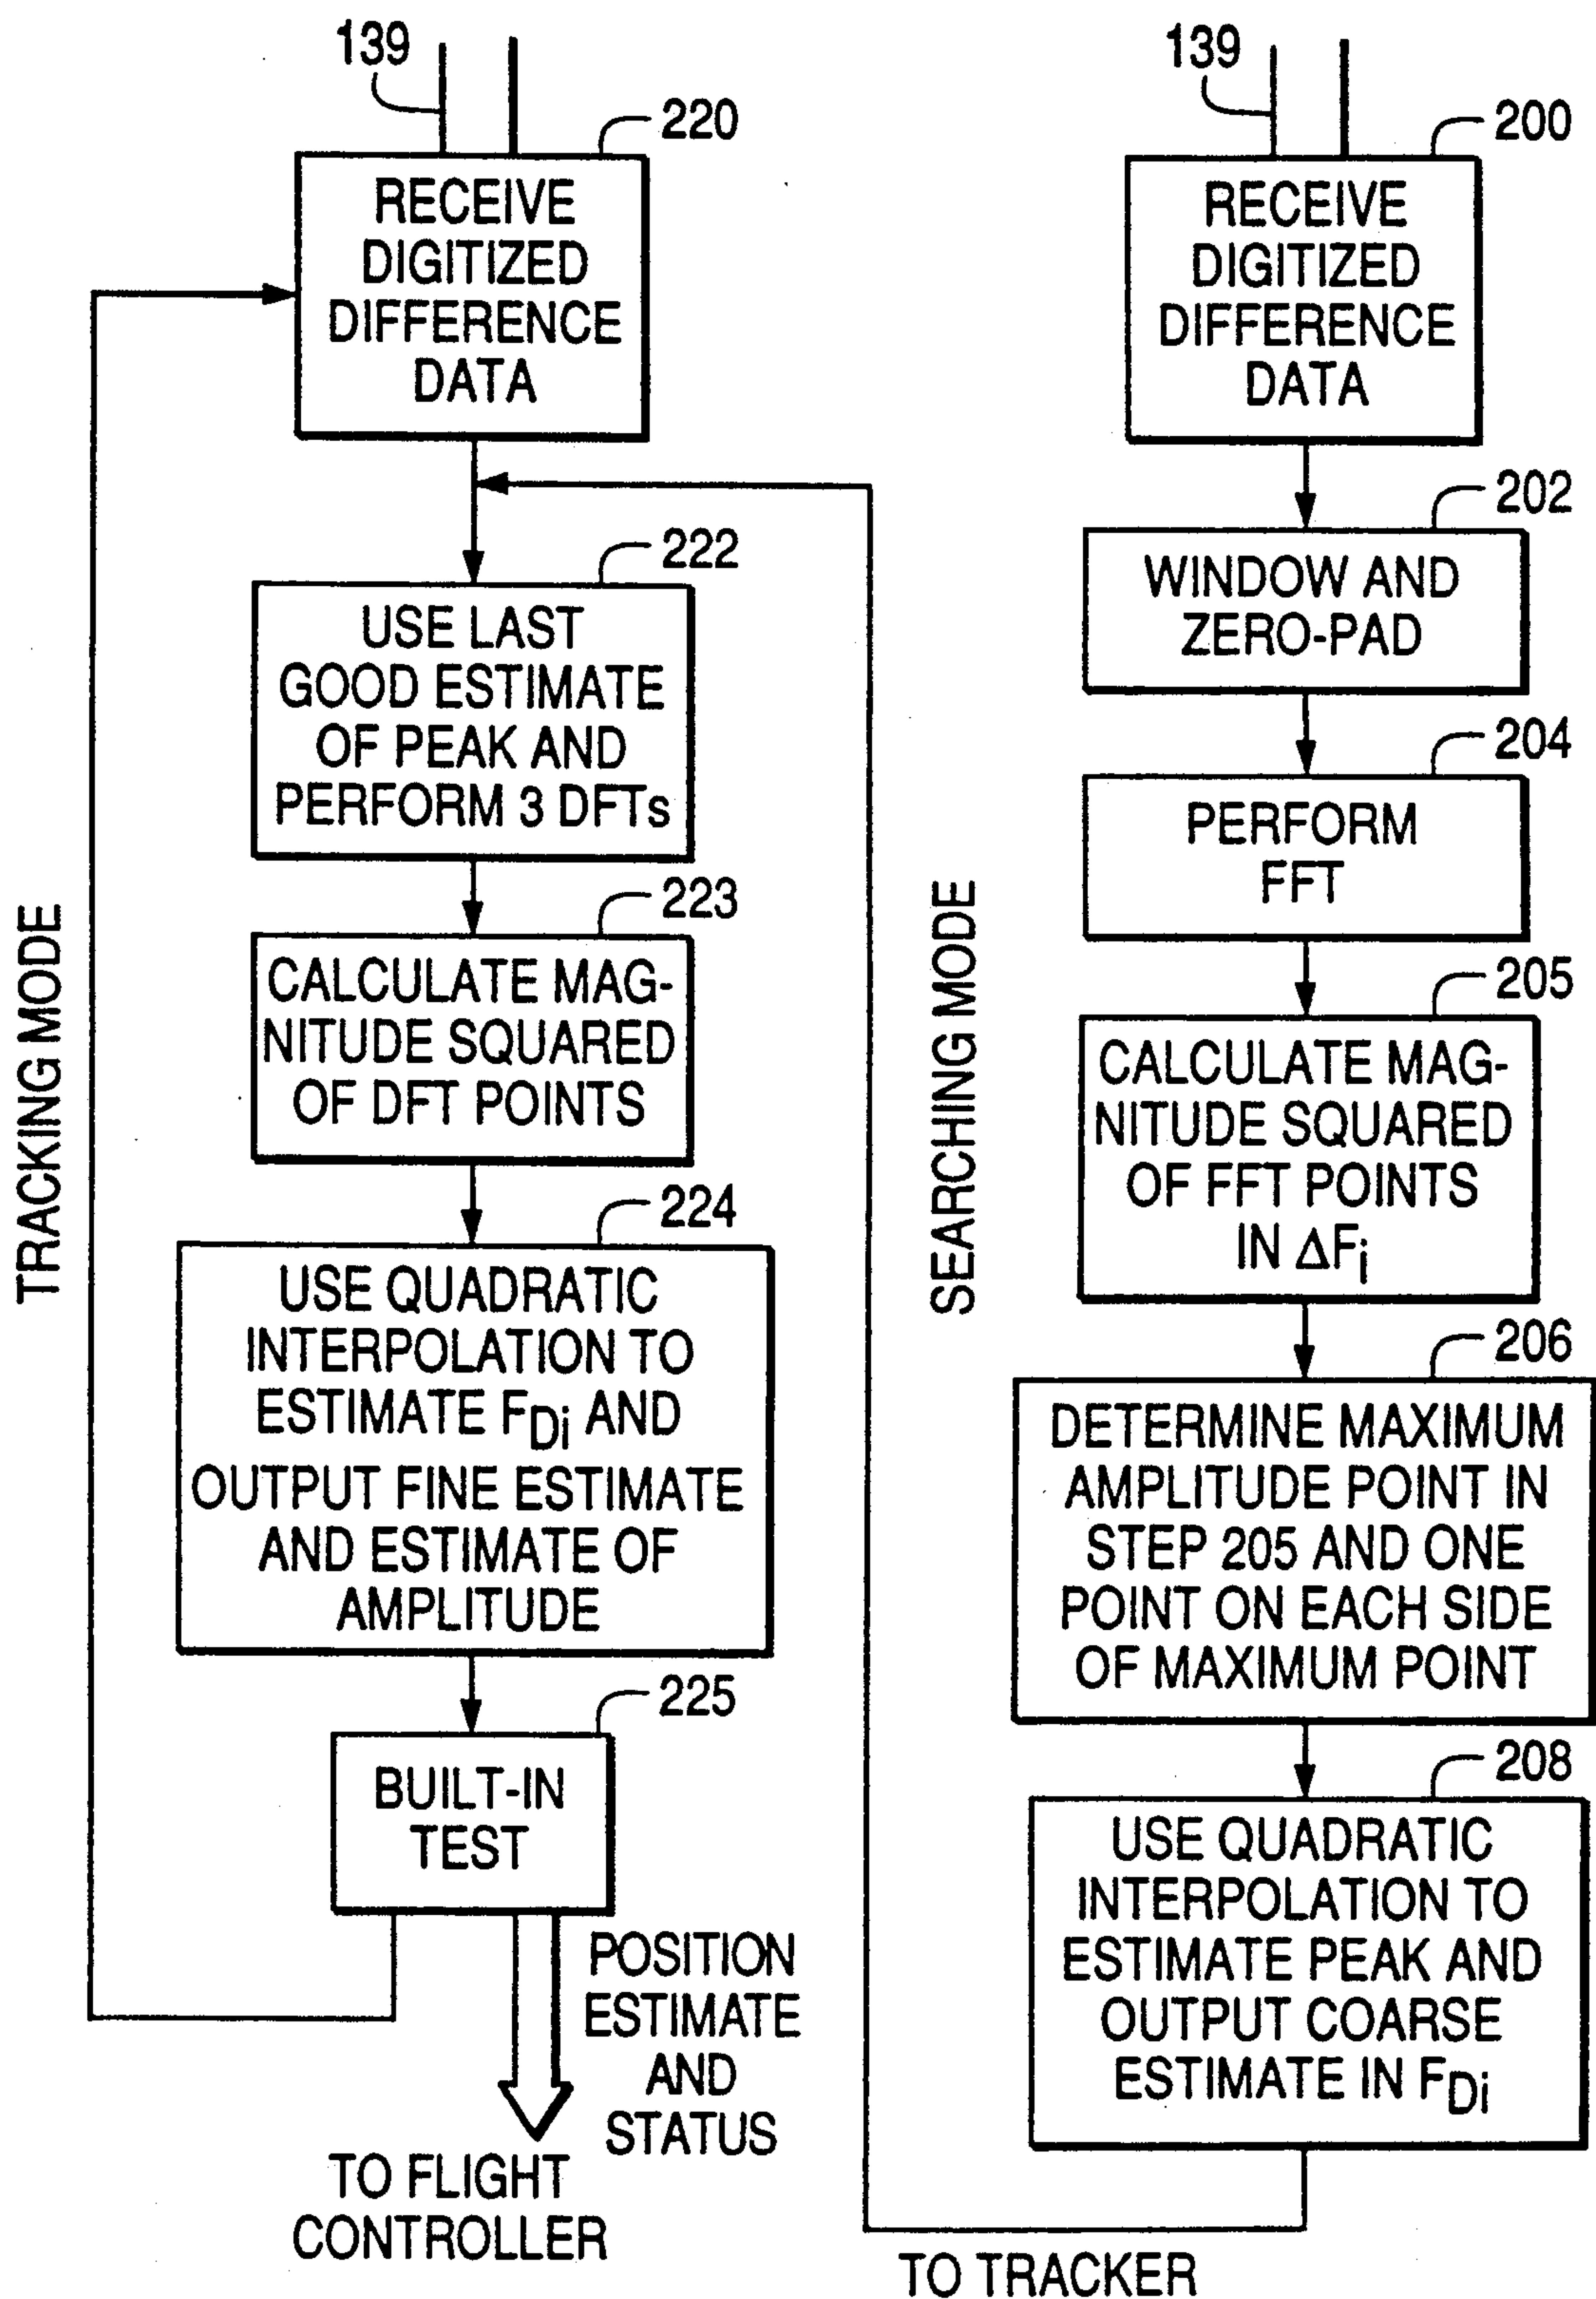 139
220
RECEIVE
DIGITIZED
DIFFERENCE
DATA
222
USE LAST
GOOD ESTIMATE
OF PEAK AND
PERFORM 3 DFTs
223
CALCULATE MAG-
NITUDE SQUARED
OF DFT POINTS
224
USE QUADRATIC
INTERPOLATION TO
ESTIMATE FDi AND
OUTPUT FINE ESTIMATE
AND ESTIMATE OF
AMPLITUDE
225
BUILT-IN
TEST
POSITION
ESTIMATE
AND
STATUS
TO FLIGHT
CONTROLLER
TRACKING MODE
139
200
RECEIVE
DIGITIZED
DIFFERENCE
DATA
202
WINDOW AND
ZERO-PAD
204
PERFORM
FFT
205
CALCULATE MAG-
NITUDE SQUARED
OF FFT POINTS
IN ΔFi
206
DETERMINE MAXIMUM
AMPLITUDE POINT IN
STEP 205 AND ONE
POINT ON EACH SIDE
OF MAXIMUM POINT
208
USE QUADRATIC
INTERPOLATION TO
ESTIMATE PEAK AND
OUTPUT COARSE
ESTIMATE IN FDi
SEARCHING MODE
TO TRACKER